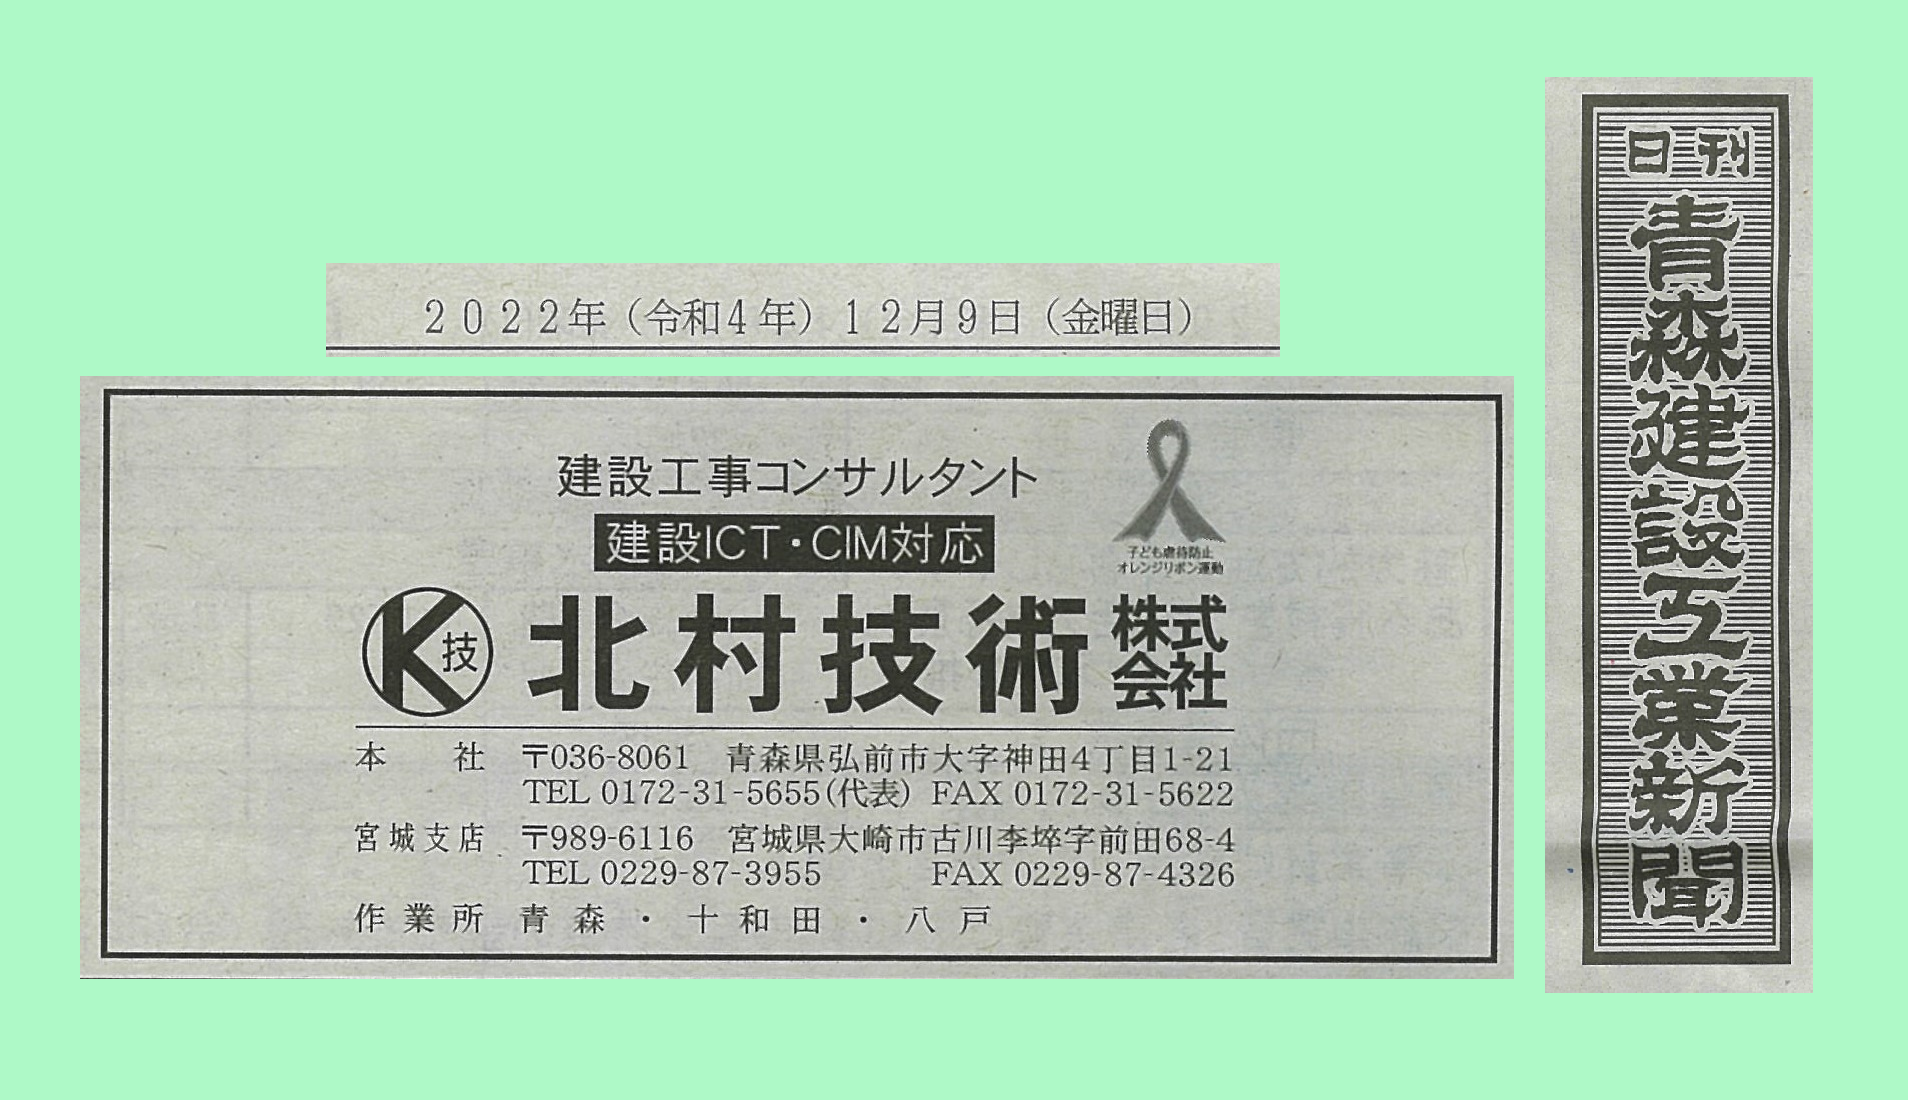 日刊
青森建設工業新聞
2022年（令和4年）12月9日（金曜日）
建設工事コンサルタント
建設ICT・CIM対応
子ども虐待防止
オレンジリボン運動
K技 北村技術 株式会社
本社 〒036-8061 青森県弘前市大字神田4丁目1-21
TEL 0172-31-5655(代表) FAX 0172-31-5622
宮城支店 〒989-6116 宮城県大崎市古川李埣字前田68-4
TEL 0229-87-3955 FAX 0229-87-4326
作業所 青森・十和田・八戸